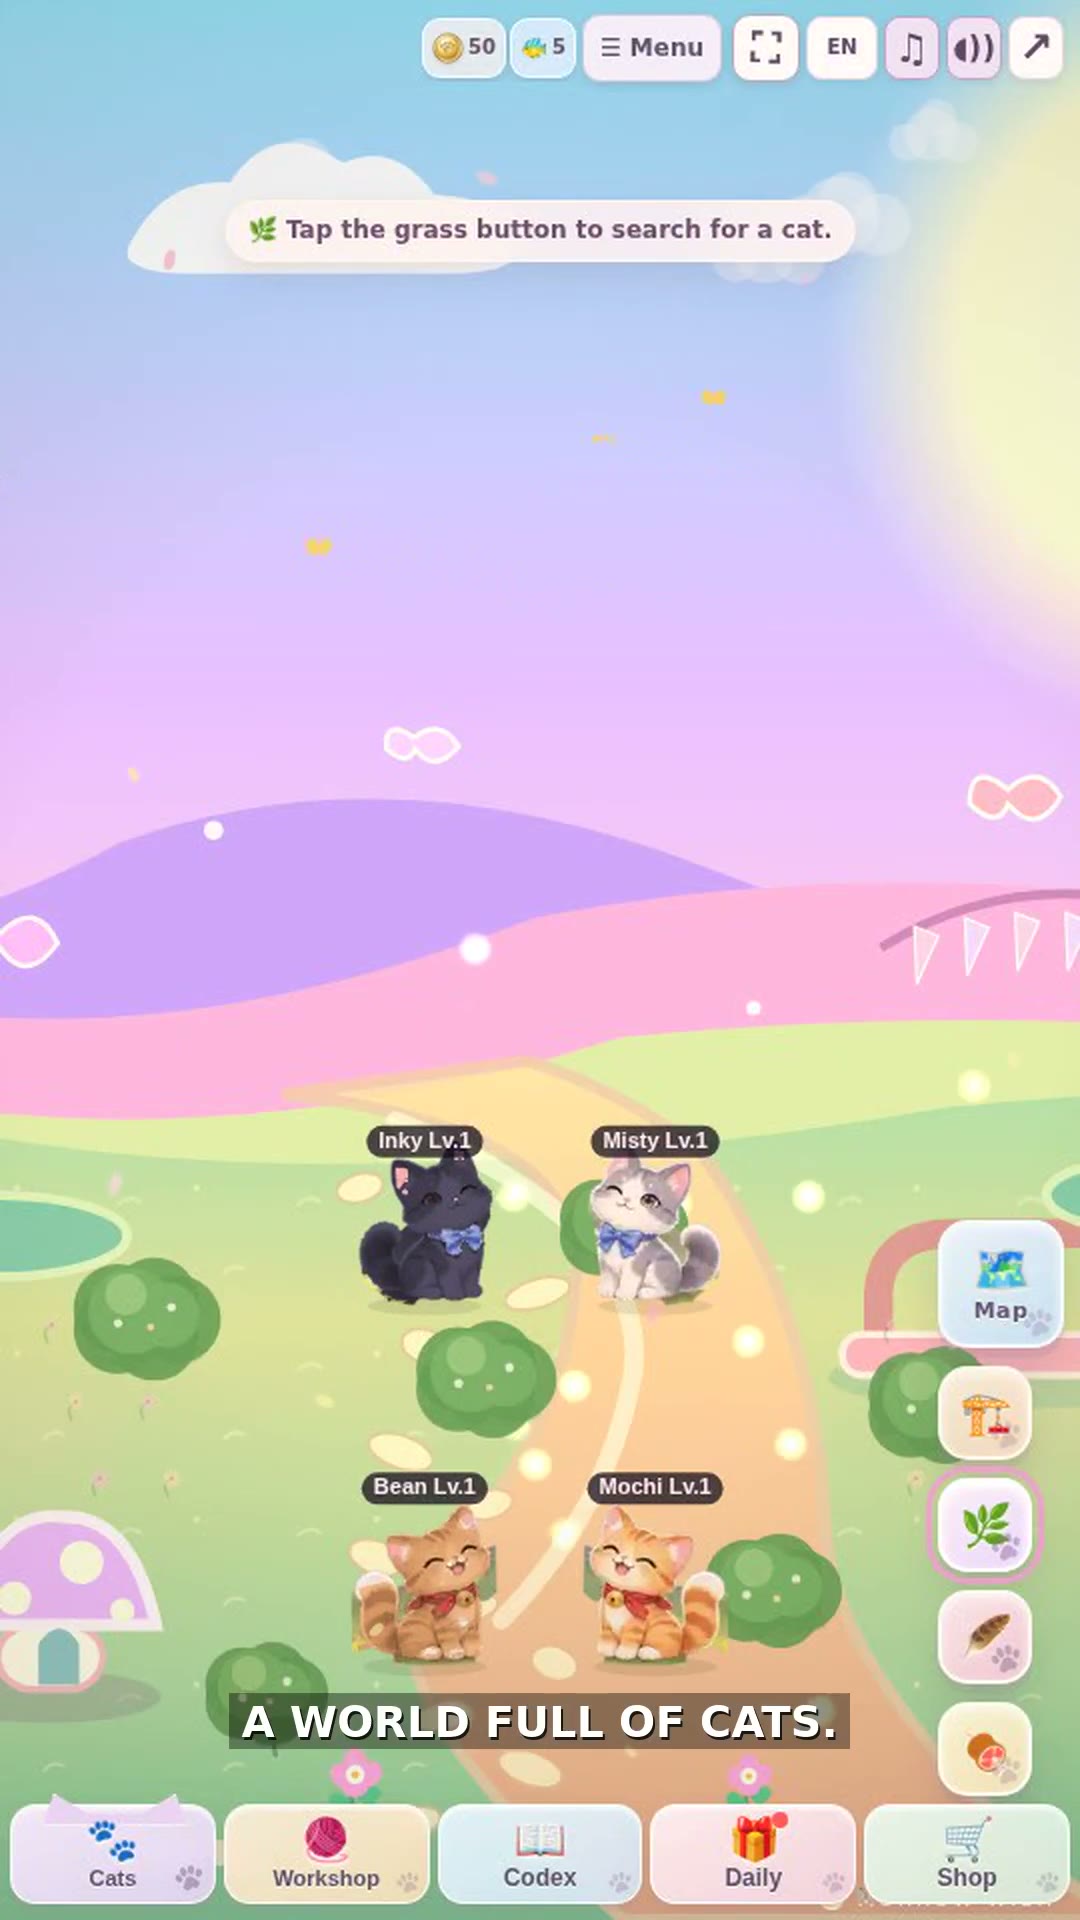 50
5
☰ Menu
EN
Tap the grass button to search for a cat.
Inky Lv.1
Misty Lv.1
Map
Bean Lv.1
Mochi Lv.1
A WORLD FULL OF CATS.
Cats
Workshop
Codex
Daily
Shop